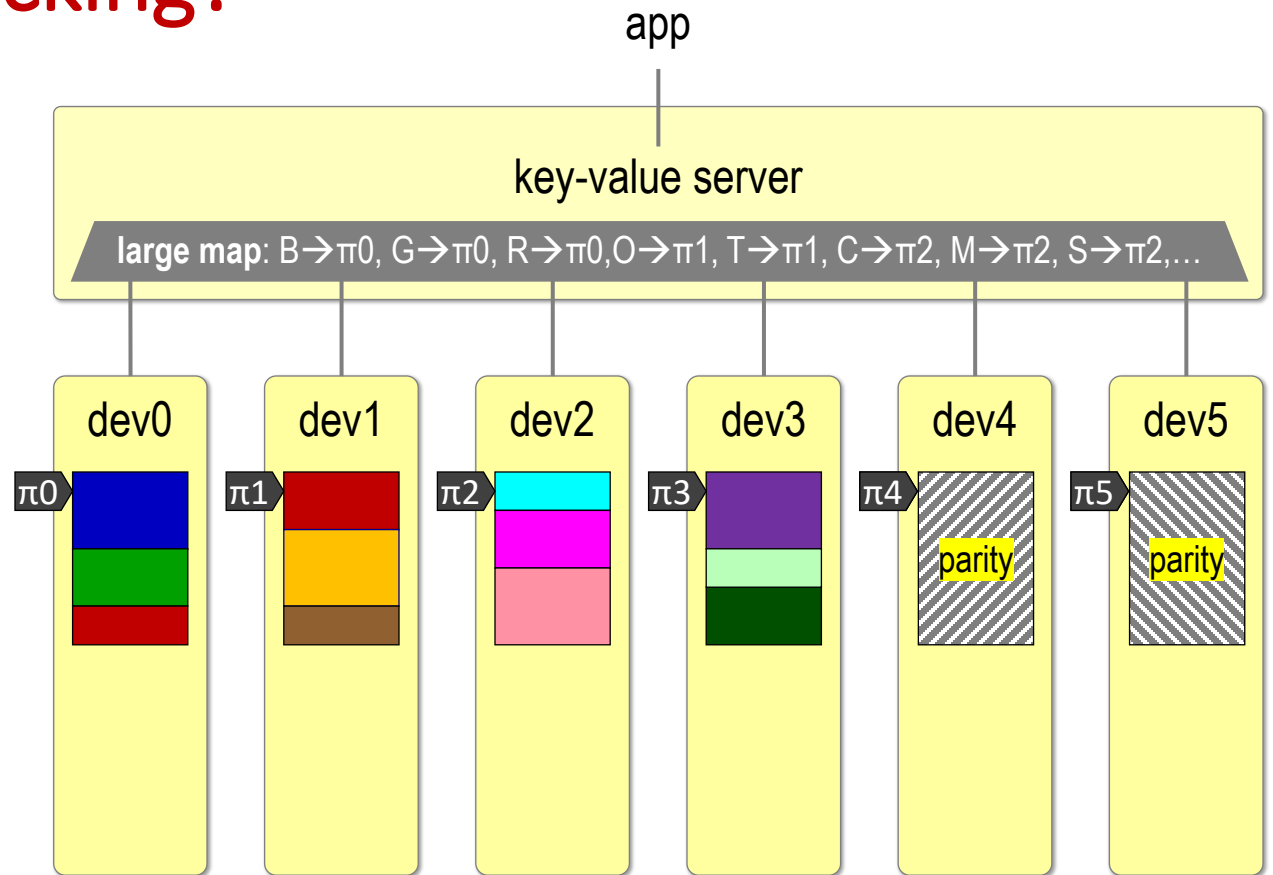 cking?
app
key-value server
large map: B→π0, G→π0, R→π0,O→π1, T→π1, C→π2, M→π2, S→π2,…
dev0 dev1 dev2 dev3 dev4 dev5
π0 π1 π2 π3 π4 π5
parity parity